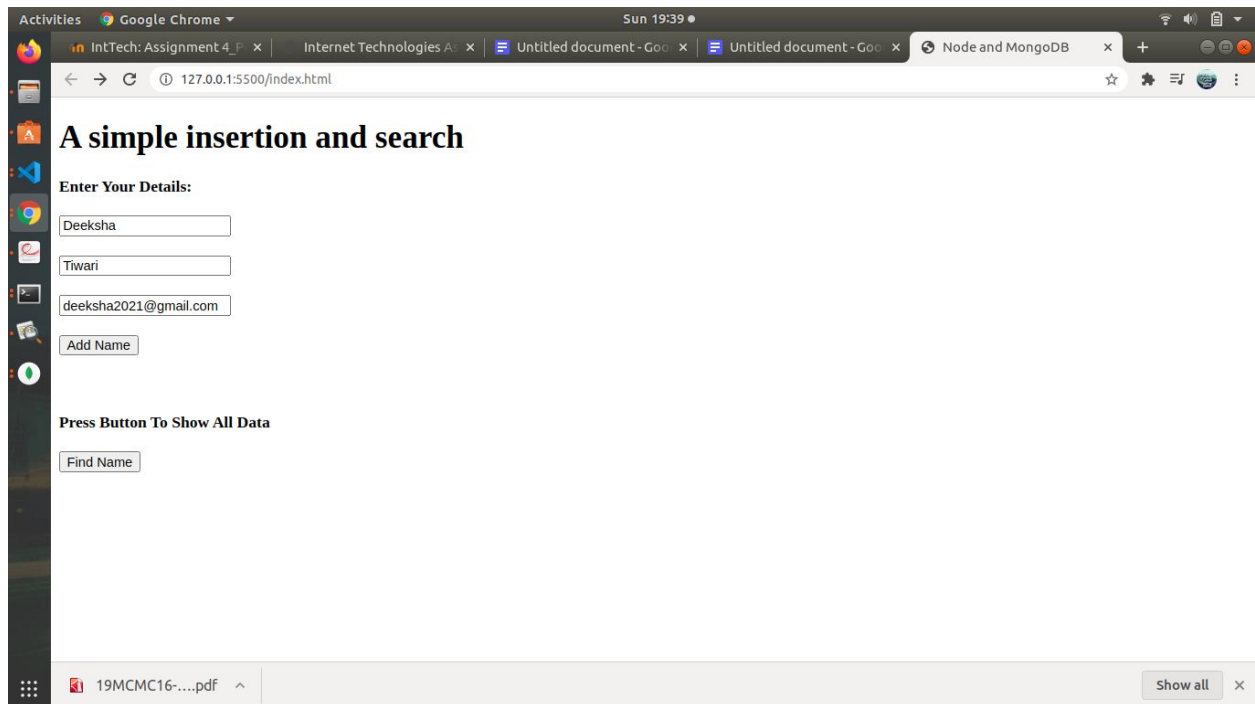 Activities Google Chrome Sun 19:39
IntTech: Assignment 4_P Internet Technologies As Untitled document - Goo Untitled document - Goo Node and MongoDB
127.0.0.1:5500/index.html
A simple insertion and search
Enter Your Details:
Deeksha
Tiwari
deeksha2021@gmail.com
Add Name
Press Button To Show All Data
Find Name
19MCMC16-....pdf Show all